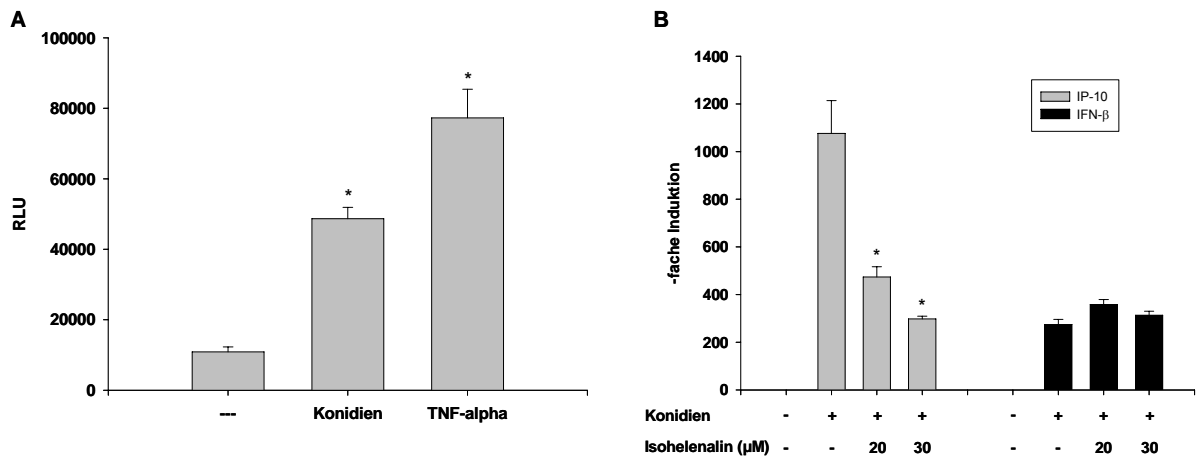 A
100000
80000
60000
40000
20000
0
RLU
*
*
--- Konidien TNF-alpha
B
1400
1200
1000
800
600
400
200
0
-fache Induktion
IP-10
IFN-β
*
*
Konidien - + + + - + + +
Isohelenalin (µM) - - 20 30 - - 20 30